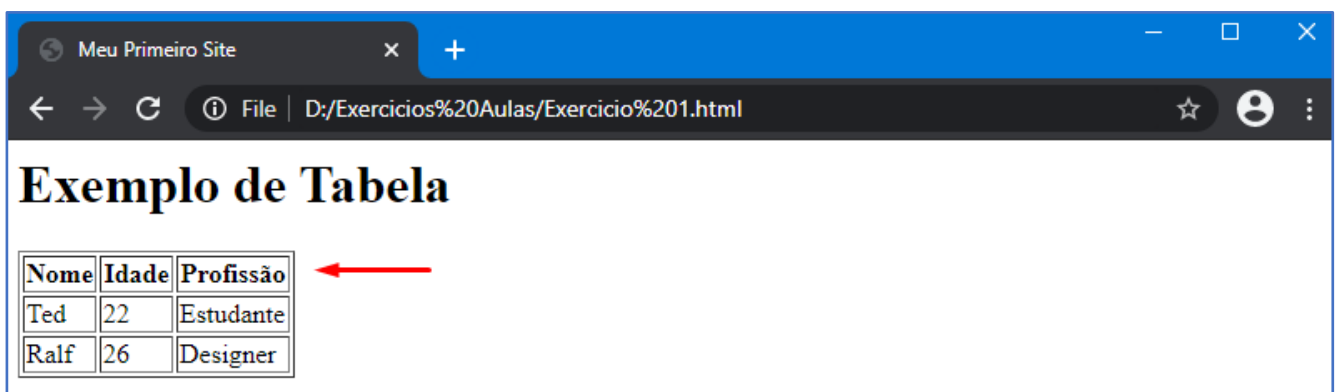 Meu Primeiro Site
File D:/Exercicios%20Aulas/Exercicio%201.html
Exemplo de Tabela
Nome Idade Profissão
Ted 22 Estudante
Ralf 26 Designer